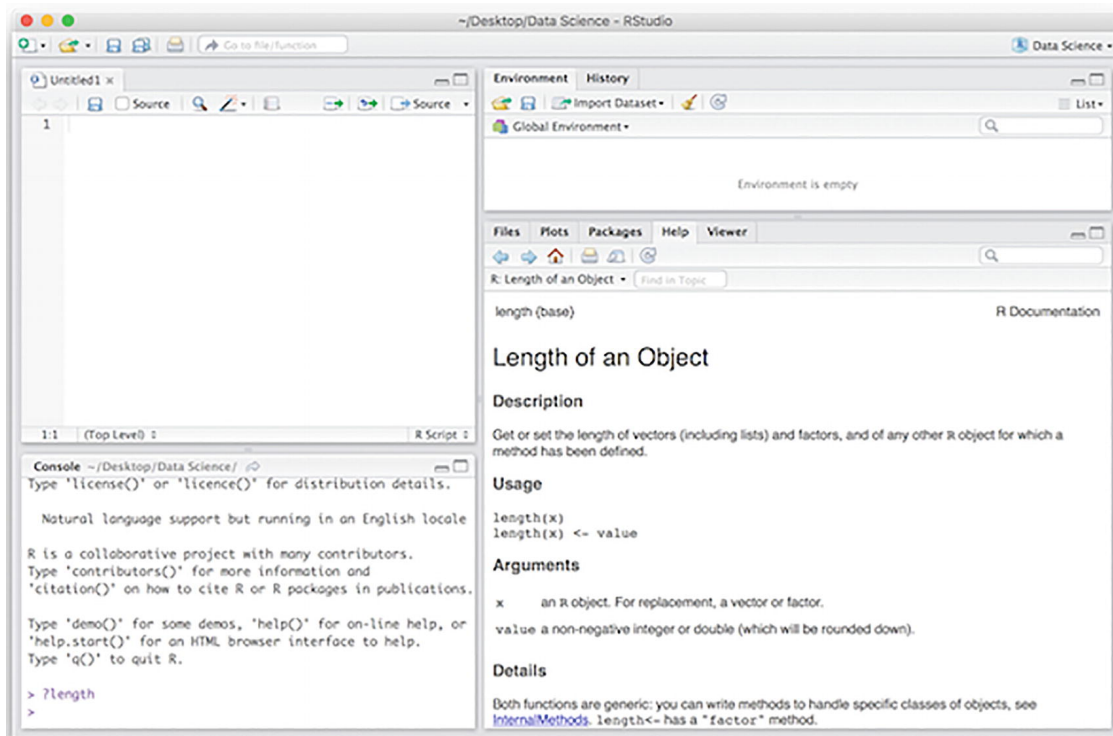 ~/Desktop/Data Science - RStudio
Go to file/function
Data Science
Untitled1
Source
Source
1
1:1
(Top Level)
R Script
Console ~/Desktop/Data Science/
Type 'license()' or 'licence()' for distribution details.
Natural language support but running in an English locale
R is a collaborative project with many contributors.
Type 'contributors()' for more information and
'citation()' on how to cite R or R packages in publications.
Type 'demo()' for some demos, 'help()' for on-line help, or
'help.start()' for an HTML browser interface to help.
Type 'q()' to quit R.
> ?length
>
Environment History
Import Dataset
List
Global Environment
Environment is empty
Files Plots Packages Help Viewer
R: Length of an Object
Find in Topic
length {base}
R Documentation
Length of an Object
Description
Get or set the length of vectors (including lists) and factors, and of any other R object for which a
method has been defined.
Usage
length(x)
length(x) <- value
Arguments
x an R object. For replacement, a vector or factor.
value a non-negative integer or double (which will be rounded down).
Details
Both functions are generic: you can write methods to handle specific classes of objects, see
InternalMethods. length<- has a "factor" method.